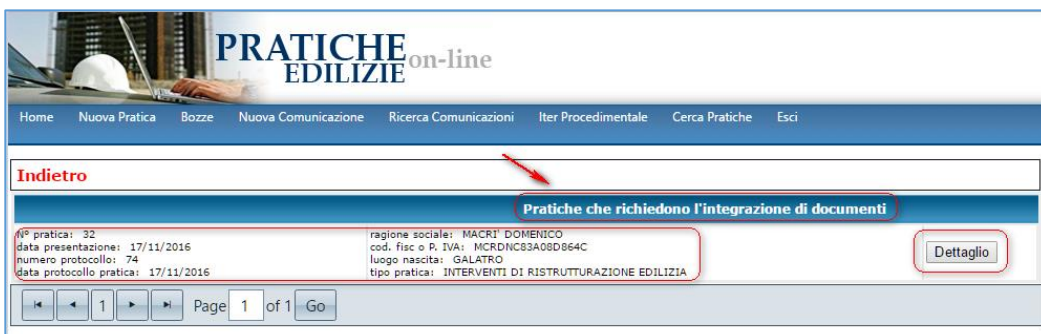 PRATICHE on-line
EDILIZIE
Home Nuova Pratica Bozze Nuova Comunicazione Ricerca Comunicazioni Iter Procedimentale Cerca Pratiche Esci
Indietro
Pratiche che richiedono l'integrazione di documenti
N° pratica: 32
data presentazione: 17/11/2016
numero protocollo: 74
data protocollo pratica: 17/11/2016
ragione sociale: MACRI' DOMENICO
cod. fisc o P. IVA: MCRDNC83A08D864C
luogo nascita: GALATRO
tipo pratica: INTERVENTI DI RISTRUTTURAZIONE EDILIZIA
Dettaglio
1 Page 1 of 1 Go